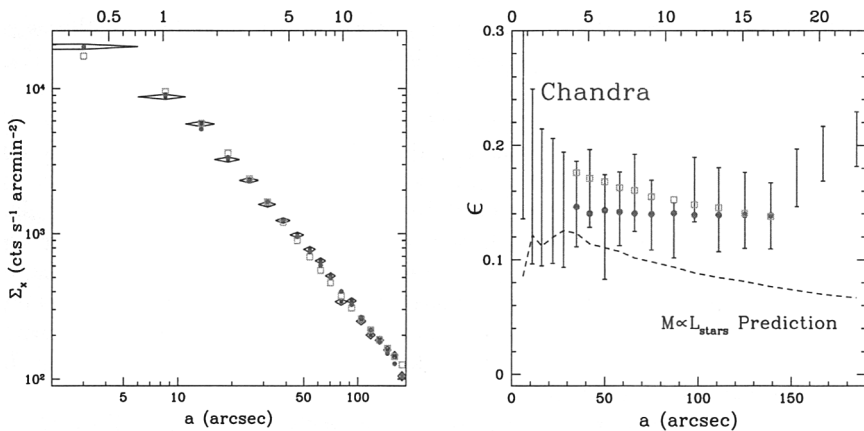 0.5 1 5 10
10⁴
10³
10²
Σₓ (cts s⁻¹ arcmin⁻²)
5 10 50 100
a (arcsec)
0 5 10 15 20
Chandra
0.3
0.2
0.1
0
ϵ
M∝L_stars Prediction
0 50 100 150
a (arcsec)